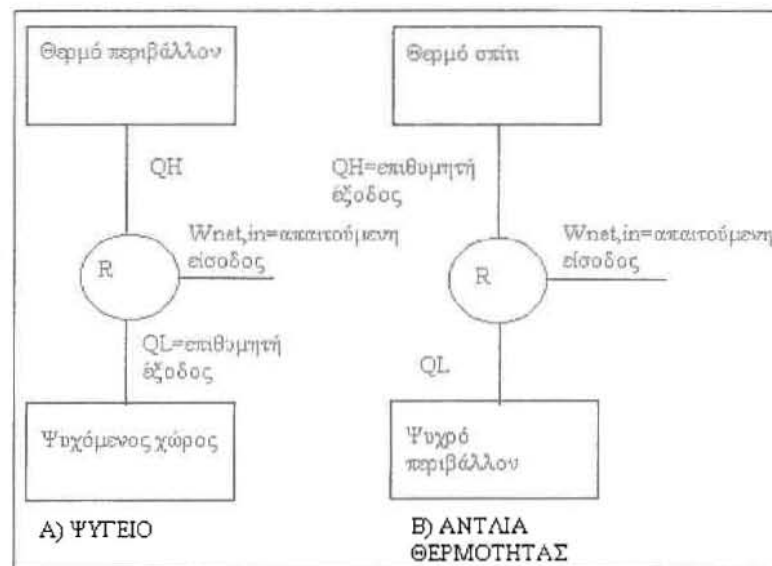 Θερμό περιβάλλον
QH
Wnet,in=απαιτούμενη
είσοδος
R
QL=επιθυμητή
έξοδος
Ψυχόμενος χώρος
Α) ΨΥΓΕΙΟ
Θερμό σπίτι
QH=επιθυμητή
έξοδος
Wnet,in=απαιτούμενη
είσοδος
R
QL
Ψυχρό
περιβάλλον
Β) ΑΝΤΛΙΑ
ΘΕΡΜΟΤΗΤΑΣ